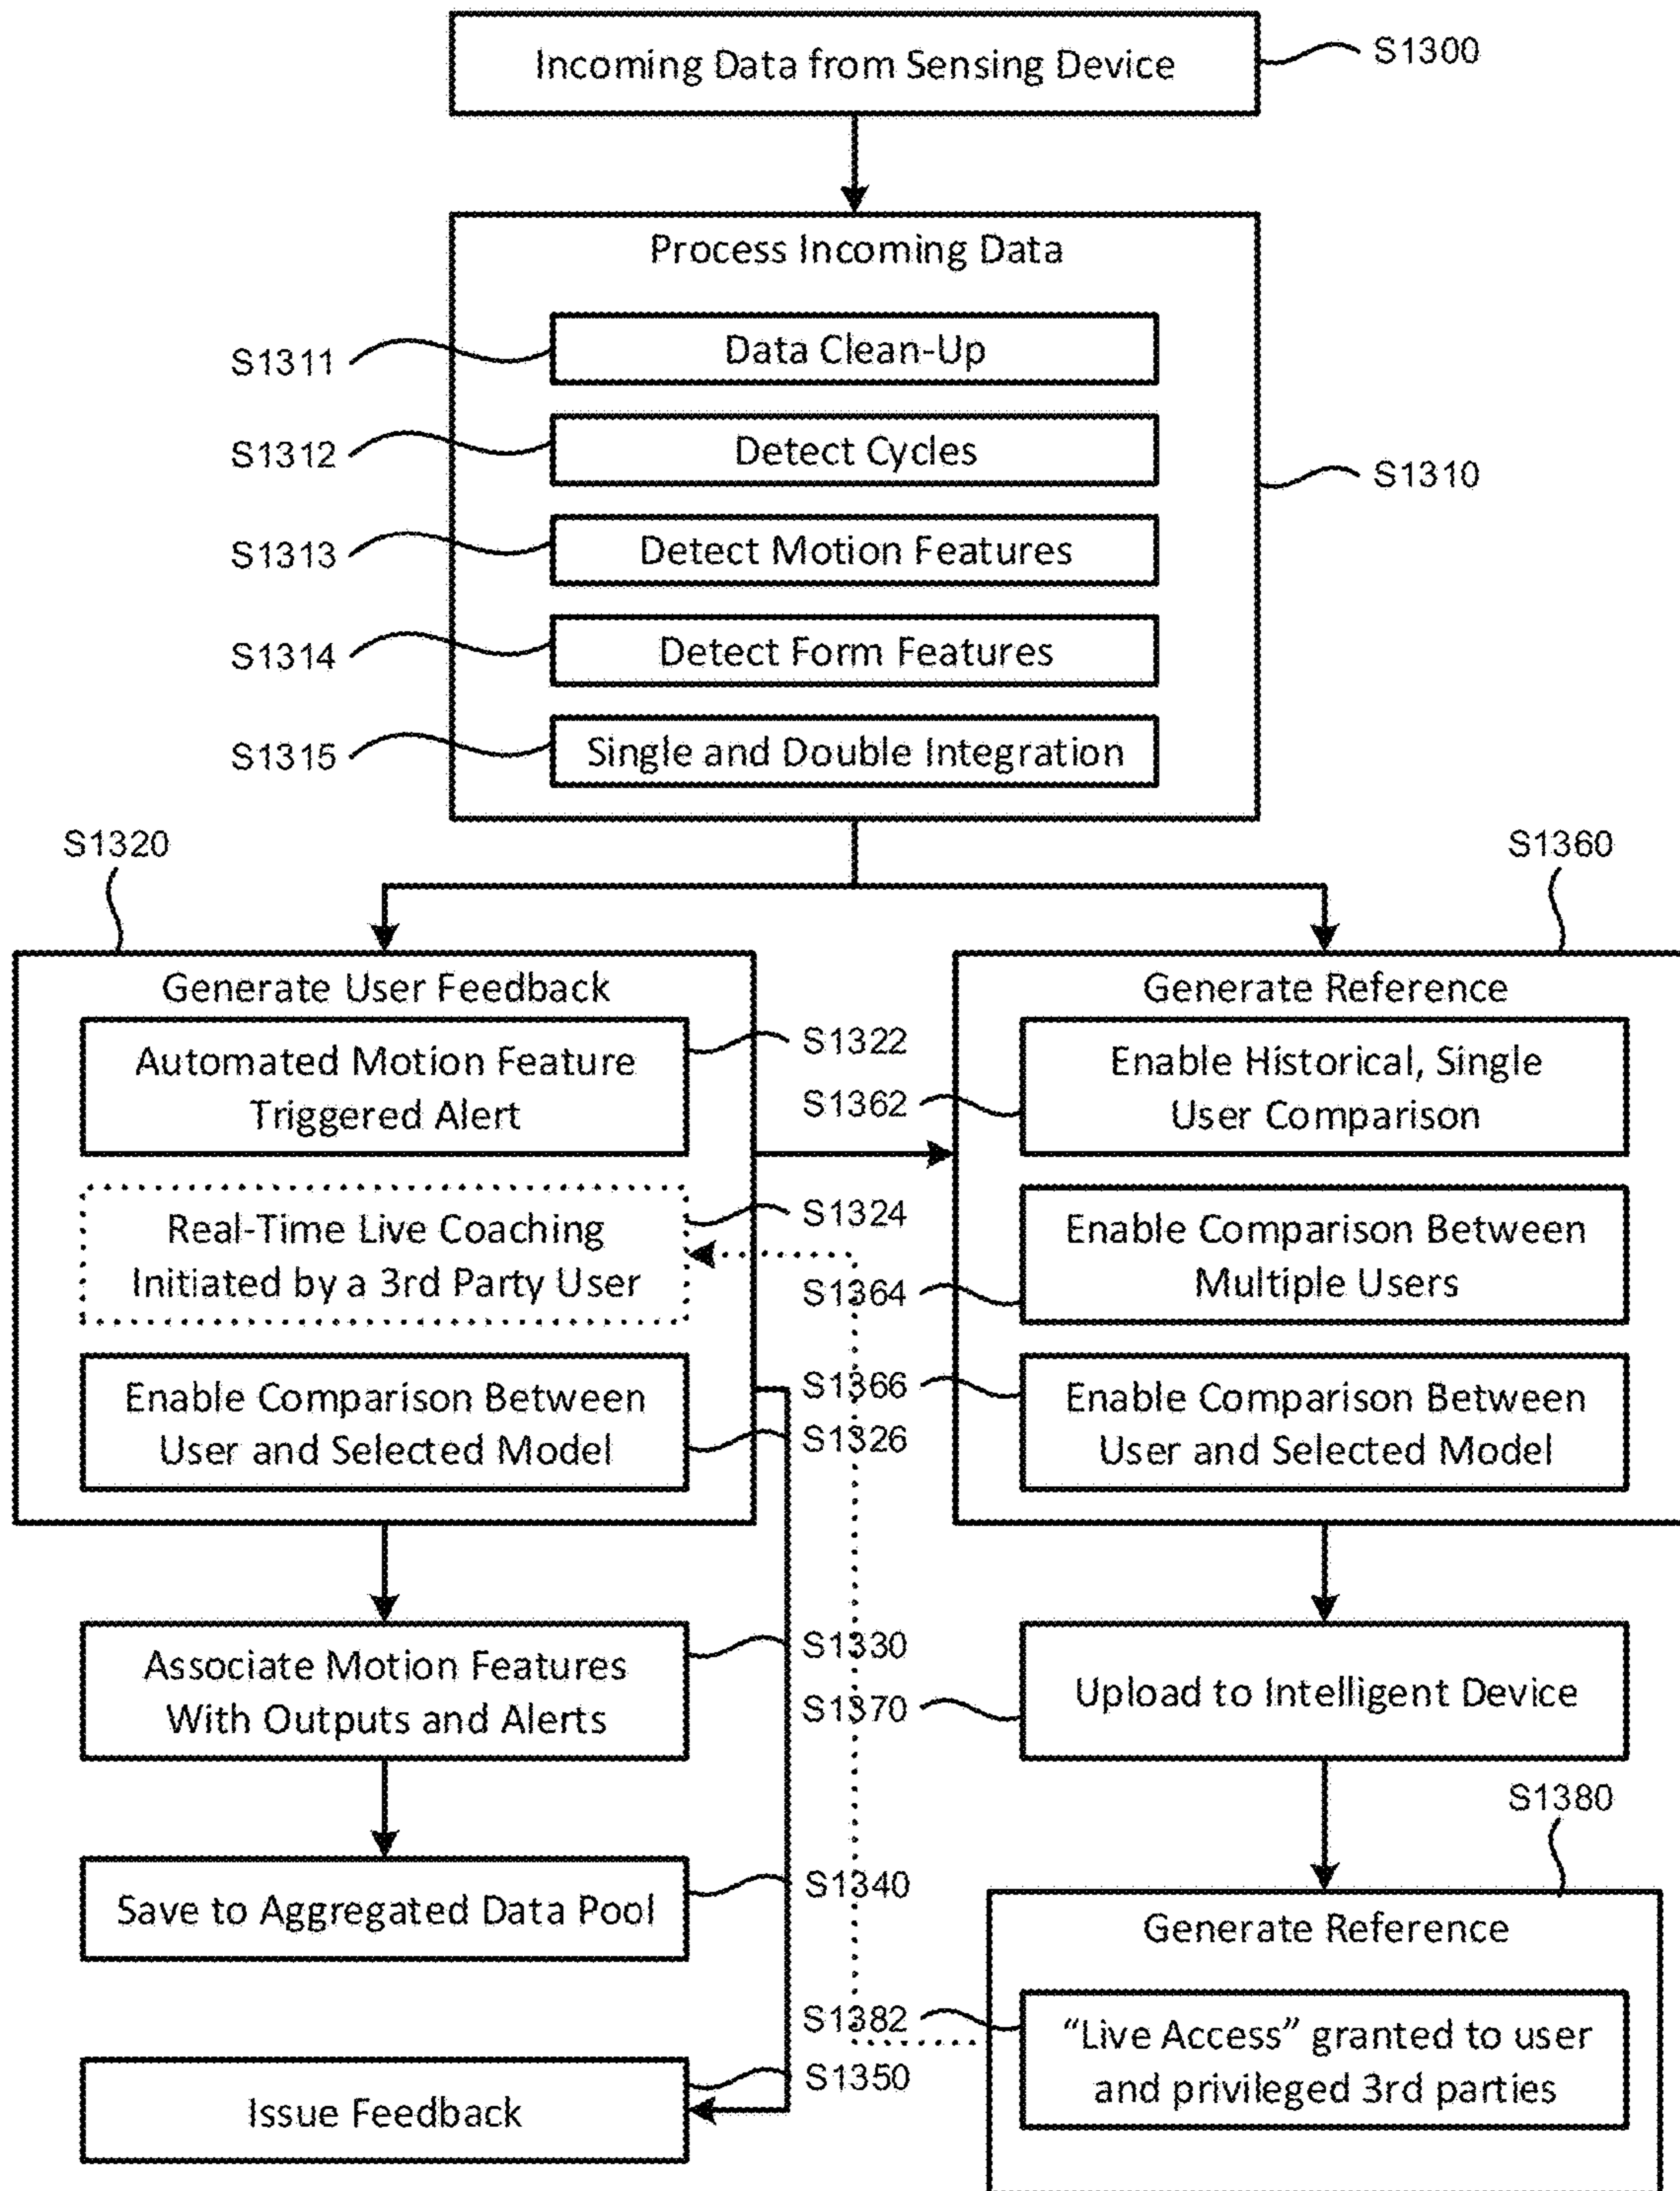 Incoming Data from Sensing Device
S1300
Process Incoming Data
S1311
Data Clean-Up
S1312
Detect Cycles
S1310
S1313
Detect Motion Features
S1314
Detect Form Features
S1315
Single and Double Integration
S1320
S1360
Generate User Feedback
Automated Motion Feature
Triggered Alert
S1322
Real-Time Live Coaching
Initiated by a 3rd Party User
S1324
Enable Comparison Between
User and Selected Model
S1326
Generate Reference
S1362
Enable Historical, Single
User Comparison
S1364
Enable Comparison Between
Multiple Users
S1366
Enable Comparison Between
User and Selected Model
Associate Motion Features
With Outputs and Alerts
S1330
S1370
Upload to Intelligent Device
Save to Aggregated Data Pool
S1340
S1380
Generate Reference
S1382
“Live Access” granted to user
and privileged 3rd parties
Issue Feedback
S1350